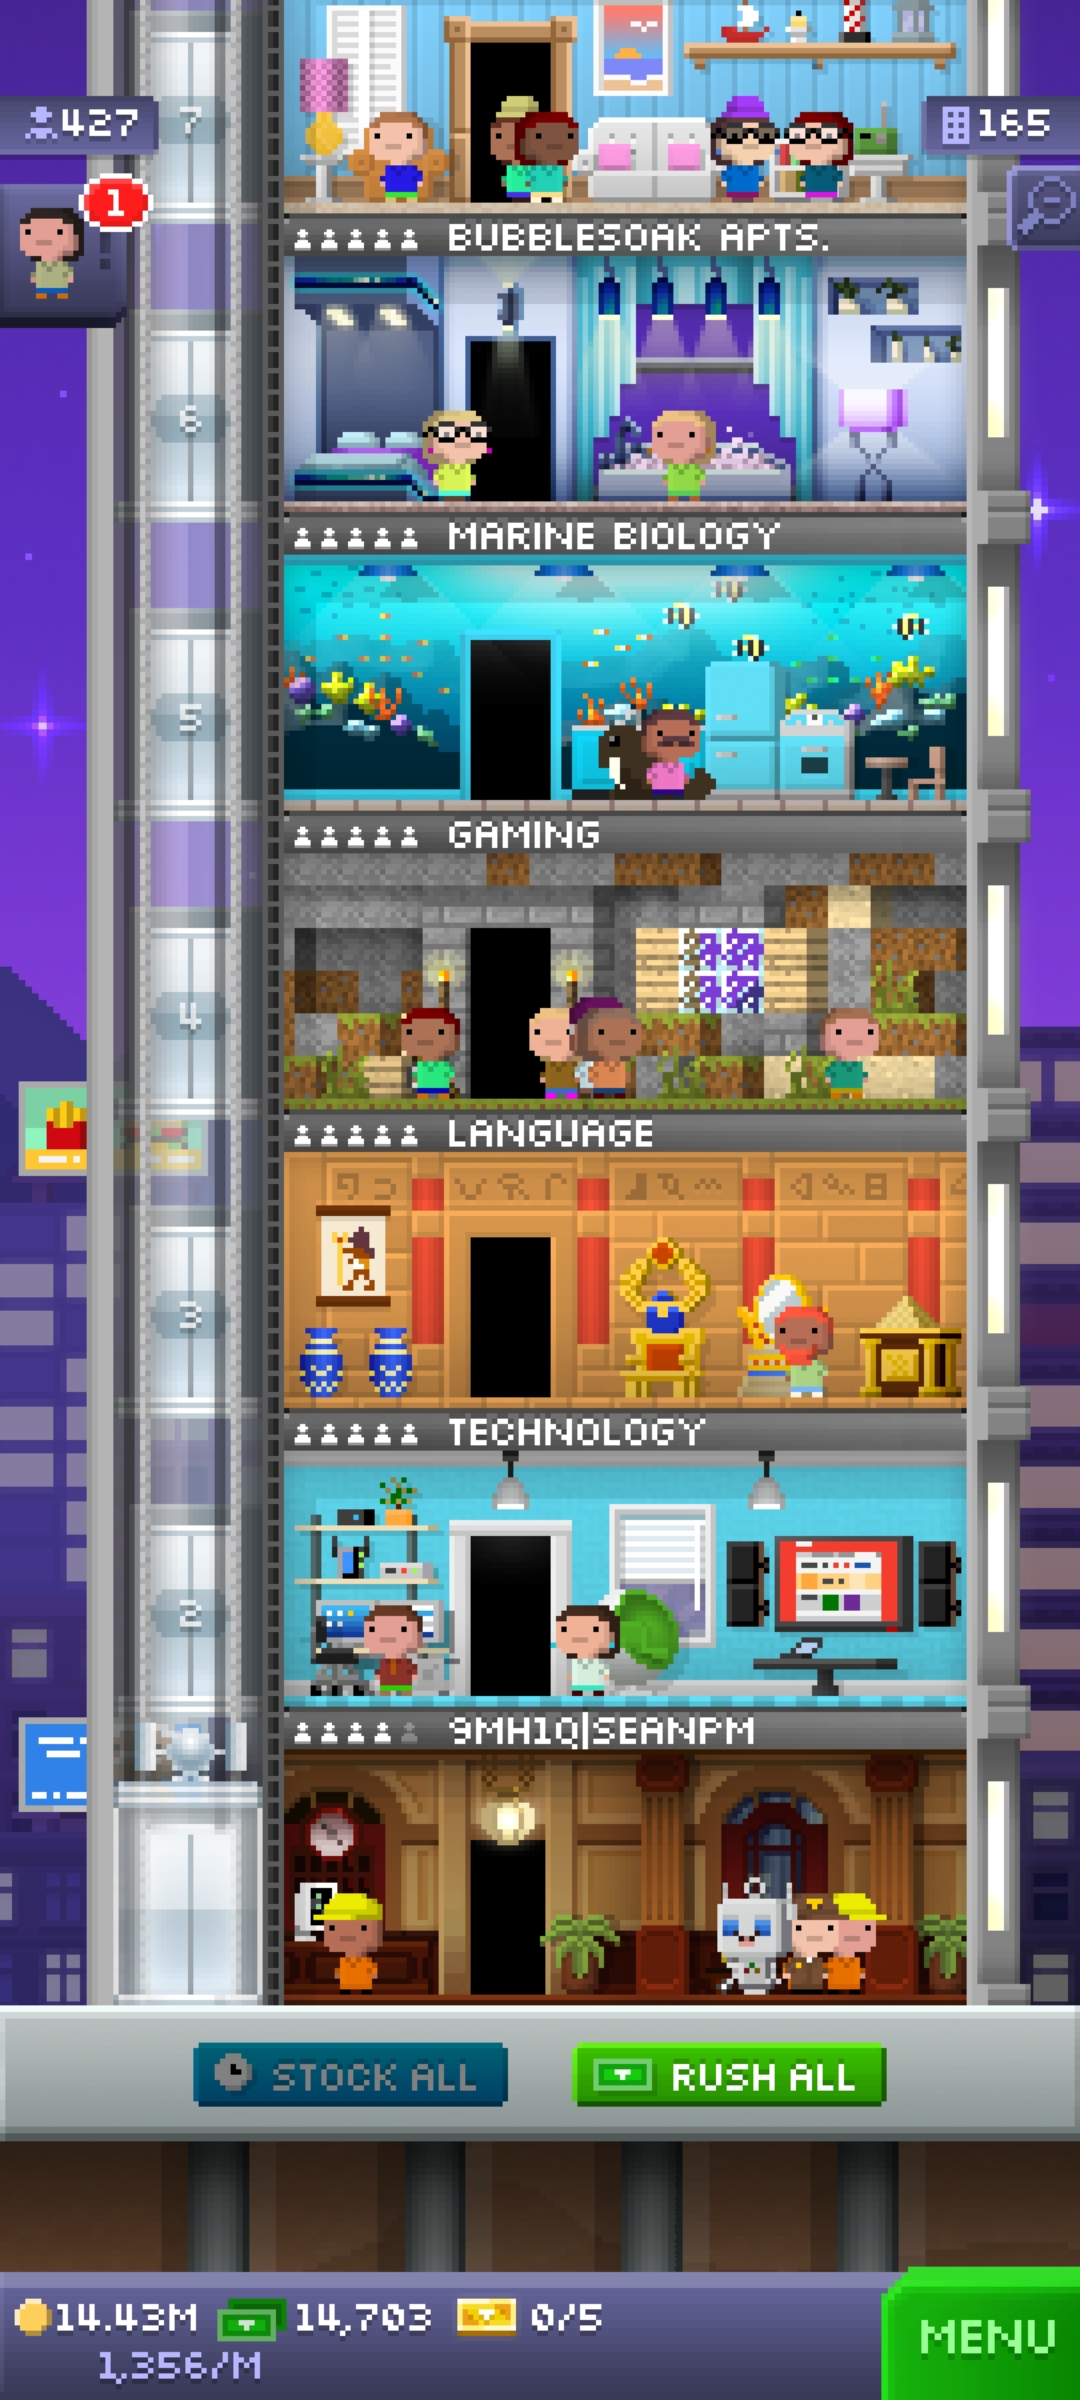 427
7
165
1
BUBBLESOAK APTS.
6
MARINE BIOLOGY
5
GAMING
4
LANGUAGE
3
TECHNOLOGY
2
9MH1Q|SEANPM
STOCK ALL
RUSH ALL
14.43M
14,703
0/5
MENU
1,356/M